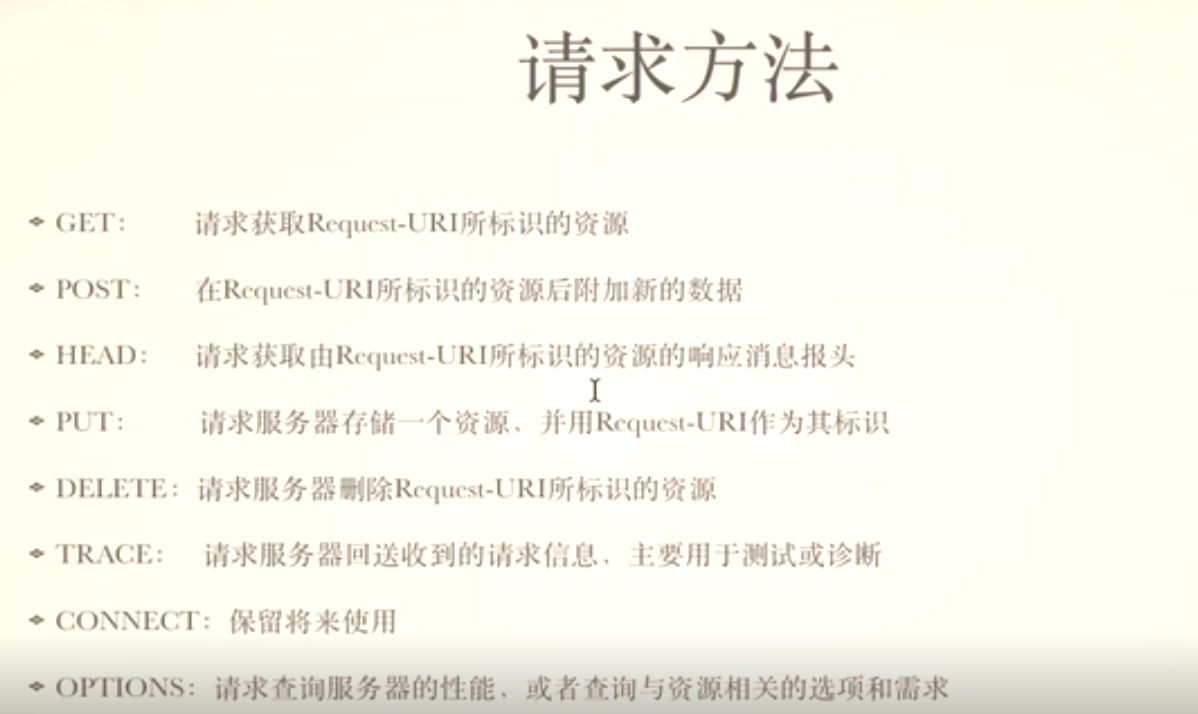 请求方法
GET： 请求获取Request-URI所标识的资源
POST： 在Request-URI所标识的资源后附加新的数据
HEAD： 请求获取由Request-URI所标识的资源的响应消息报头
PUT： 请求服务器存储一个资源，并用Request-URI作为其标识
DELETE： 请求服务器删除Request-URI所标识的资源
TRACE： 请求服务器回送收到的请求信息，主要用于测试或诊断
CONNECT： 保留将来使用
OPTIONS： 请求查询服务器的性能，或者查询与资源相关的选项和需求